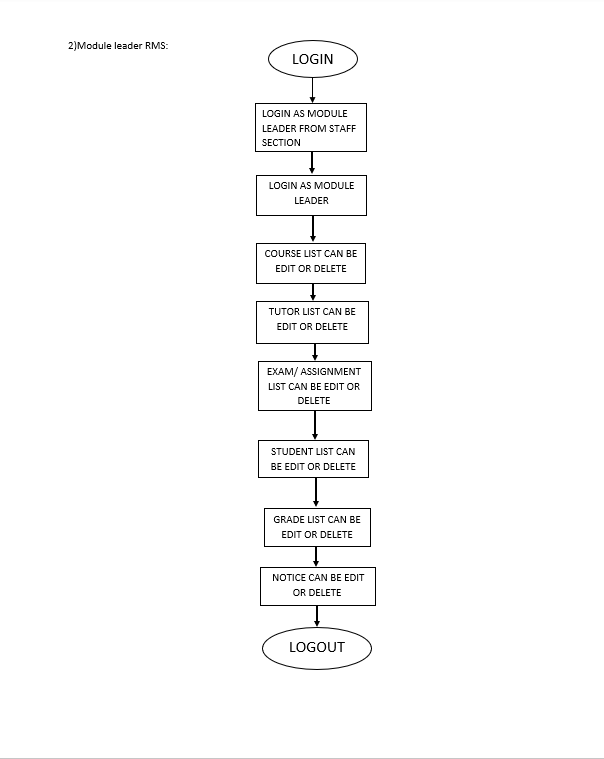 2)Module leader RMS:
LOGIN
LOGIN AS MODULE
LEADER FROM STAFF
SECTION
LOGIN AS MODULE
LEADER
COURSE LIST CAN BE
EDIT OR DELETE
TUTOR LIST CAN BE
EDIT OR DELETE
EXAM/ ASSIGNMENT
LIST CAN BE EDIT OR
DELETE
STUDENT LIST CAN
BE EDIT OR DELETE
GRADE LIST CAN BE
EDIT OR DELETE
NOTICE CAN BE EDIT
OR DELETE
LOGOUT